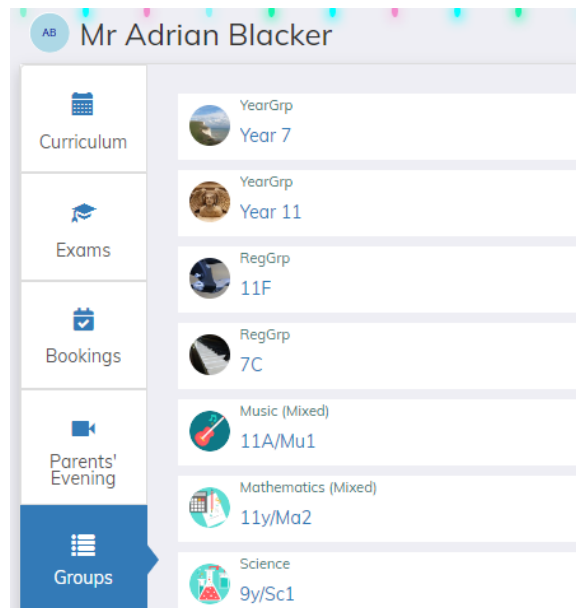 AB
Mr Adrian Blacker
Curriculum
Exams
Bookings
Parents'
Evening
Groups
YearGrp
Year 7
YearGrp
Year 11
RegGrp
11F
RegGrp
7C
Music (Mixed)
11A/Mu1
Mathematics (Mixed)
11y/Ma2
Science
9y/Sc1